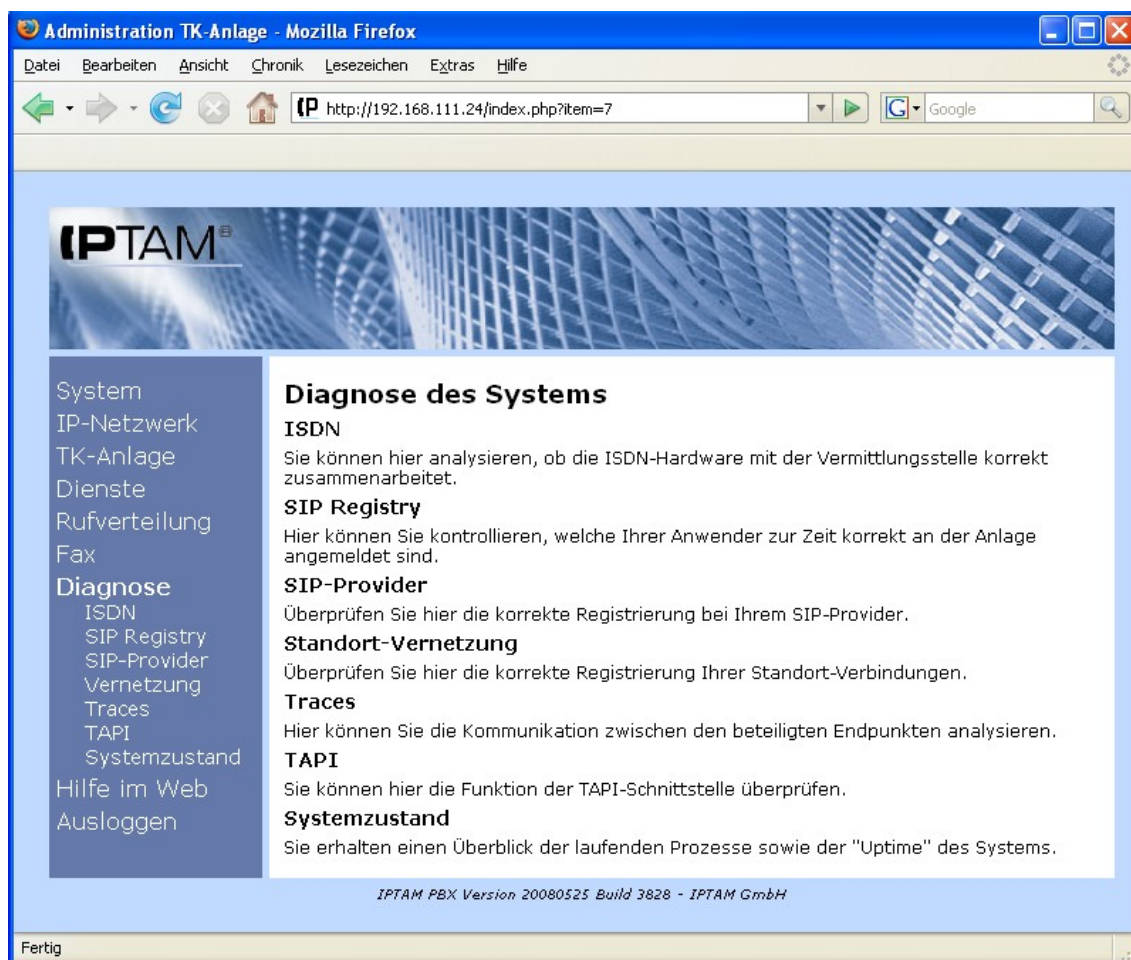 Administration TK-Anlage - Mozilla Firefox
Datei Bearbeiten Ansicht Chronik Lesezeichen Extras Hilfe
http://192.168.111.24/index.php?item=7
Google
IPTAM®
System
IP-Netzwerk
TK-Anlage
Dienste
Rufverteilung
Fax
Diagnose
ISDN
SIP Registry
SIP-Provider
Vernetzung
Traces
TAPI
Systemzustand
Hilfe im Web
Ausloggen
Diagnose des Systems
ISDN
Sie können hier analysieren, ob die ISDN-Hardware mit der Vermittlungsstelle korrekt
zusammenarbeitet.
SIP Registry
Hier können Sie kontrollieren, welche Ihrer Anwender zur Zeit korrekt an der Anlage
angemeldet sind.
SIP-Provider
Überprüfen Sie hier die korrekte Registrierung bei Ihrem SIP-Provider.
Standort-Vernetzung
Überprüfen Sie hier die korrekte Registrierung Ihrer Standort-Verbindungen.
Traces
Hier können Sie die Kommunikation zwischen den beteiligten Endpunkten analysieren.
TAPI
Sie können hier die Funktion der TAPI-Schnittstelle überprüfen.
Systemzustand
Sie erhalten einen Überblick der laufenden Prozesse sowie der "Uptime" des Systems.
IPTAM PBX Version 20080525 Build 3828 - IPTAM GmbH
Fertig